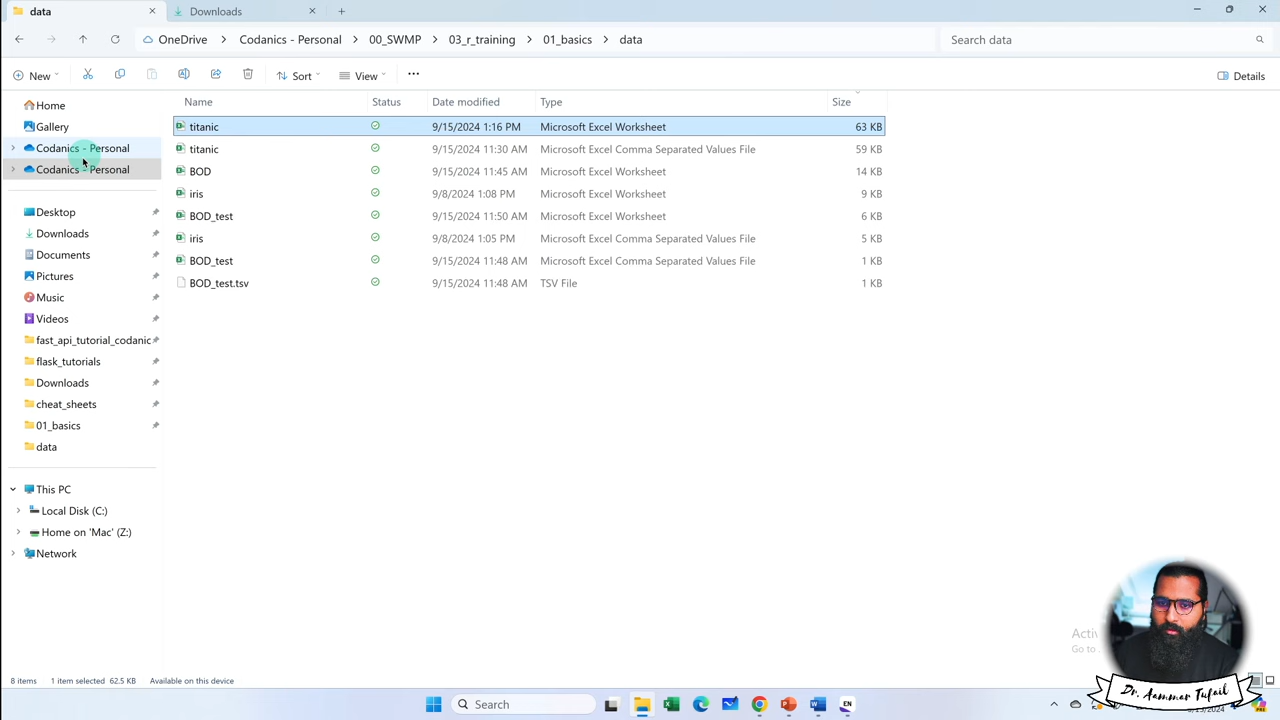 data
Downloads
OneDrive > Codanics - Personal > 00_SWMP > 03_r_training > 01_basics > data
Search data
New
Sort
View
Details
Name Status Date modified Type Size
titanic 9/15/2024 1:16 PM Microsoft Excel Worksheet 63 KB
titanic 9/15/2024 11:30 AM Microsoft Excel Comma Separated Values File 59 KB
BOD 9/15/2024 11:45 AM Microsoft Excel Worksheet 14 KB
iris 9/8/2024 1:08 PM Microsoft Excel Worksheet 9 KB
BOD_test 9/15/2024 11:50 AM Microsoft Excel Worksheet 6 KB
iris 9/8/2024 1:05 PM Microsoft Excel Comma Separated Values File 5 KB
BOD_test 9/15/2024 11:48 AM Microsoft Excel Comma Separated Values File 1 KB
BOD_test.tsv 9/15/2024 11:48 AM TSV File 1 KB
Home
Gallery
Codanics - Personal
Codanics - Personal
Desktop
Downloads
Documents
Pictures
Music
Videos
fast_api_tutorial_codanic
flask_tutorials
Downloads
cheat_sheets
01_basics
data
This PC
Local Disk (C:)
Home on 'Mac' (Z:)
Network
8 items 1 item selected 62.5 KB Available on this device
Go to
Search
EN
Dr. Aammar Tufail